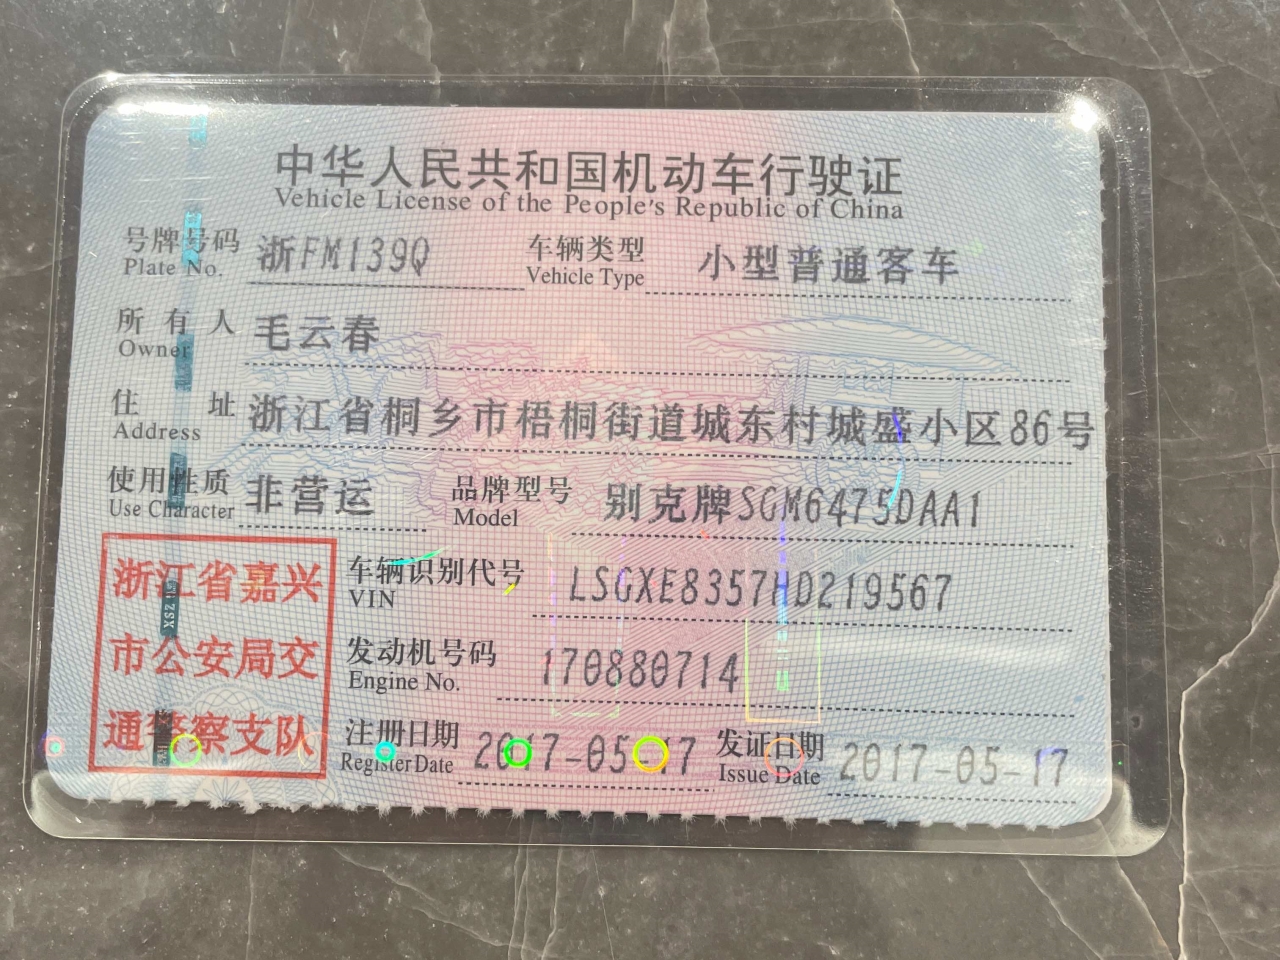 中华人民共和国机动车行驶证
Vehicle License of the People's Republic of China
号牌号码 浙FM139Q 车辆类型 小型普通客车
Plate No. Vehicle Type
所有人 毛云春
Owner
住址 浙江省桐乡市梧桐街道城东村城盛小区86号
Address
使用性质 非营运 品牌型号 别克牌SGM6475DAA1
Use Character Model
浙江省嘉兴
市公安局交
通警察支队
车辆识别代号 LSGXE8357HD219567
VIN
发动机号码 170880714
Engine No.
注册日期 2017-05-17 发证日期 2017-05-17
Register Date Issue Date